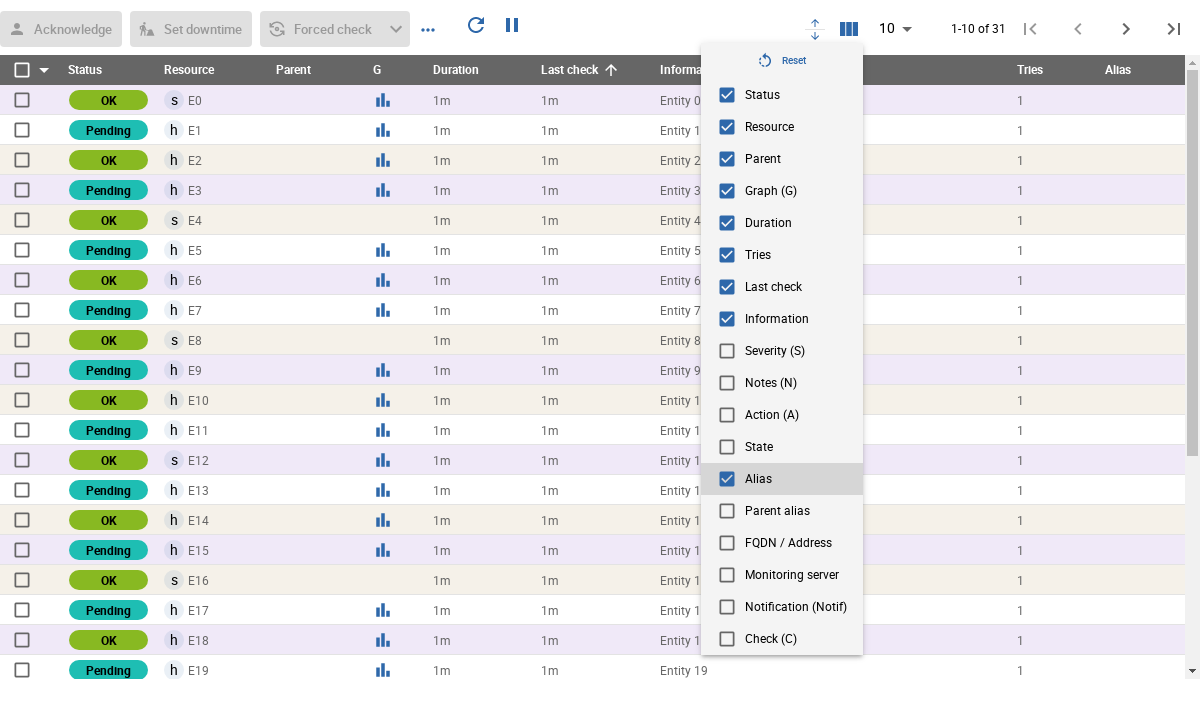 Acknowledge Set downtime Forced check 10 1-10 of 31
Status Resource Parent G Duration Last check Informa Tries Alias
Reset
OK s E0 1m 1m Entity 0 1
Status
Pending h E1 1m 1m Entity 1 1
Resource
OK h E2 1m 1m Entity 2 1
Parent
Pending h E3 1m 1m Entity 3 1
Graph (G)
OK s E4 1m 1m Entity 4 1
Duration
Pending h E5 1m 1m Entity 5 1
Tries
OK h E6 1m 1m Entity 6 1
Last check
Pending h E7 1m 1m Entity 7 1
Information
OK s E8 1m 1m Entity 8 1
Severity (S)
Pending h E9 1m 1m Entity 9 1
Notes (N)
OK h E10 1m 1m Entity 1 1
Action (A)
Pending h E11 1m 1m Entity 1 1
State
OK s E12 1m 1m Entity 1 1
Alias
Pending h E13 1m 1m Entity 1 1
Parent alias
OK h E14 1m 1m Entity 1 1
FQDN / Address
Pending h E15 1m 1m Entity 1 1
Monitoring server
OK s E16 1m 1m Entity 1 1
Notification (Notif)
Pending h E17 1m 1m Entity 1 1
Check (C)
OK h E18 1m 1m Entity 1 1
Pending h E19 1m 1m Entity 19 1